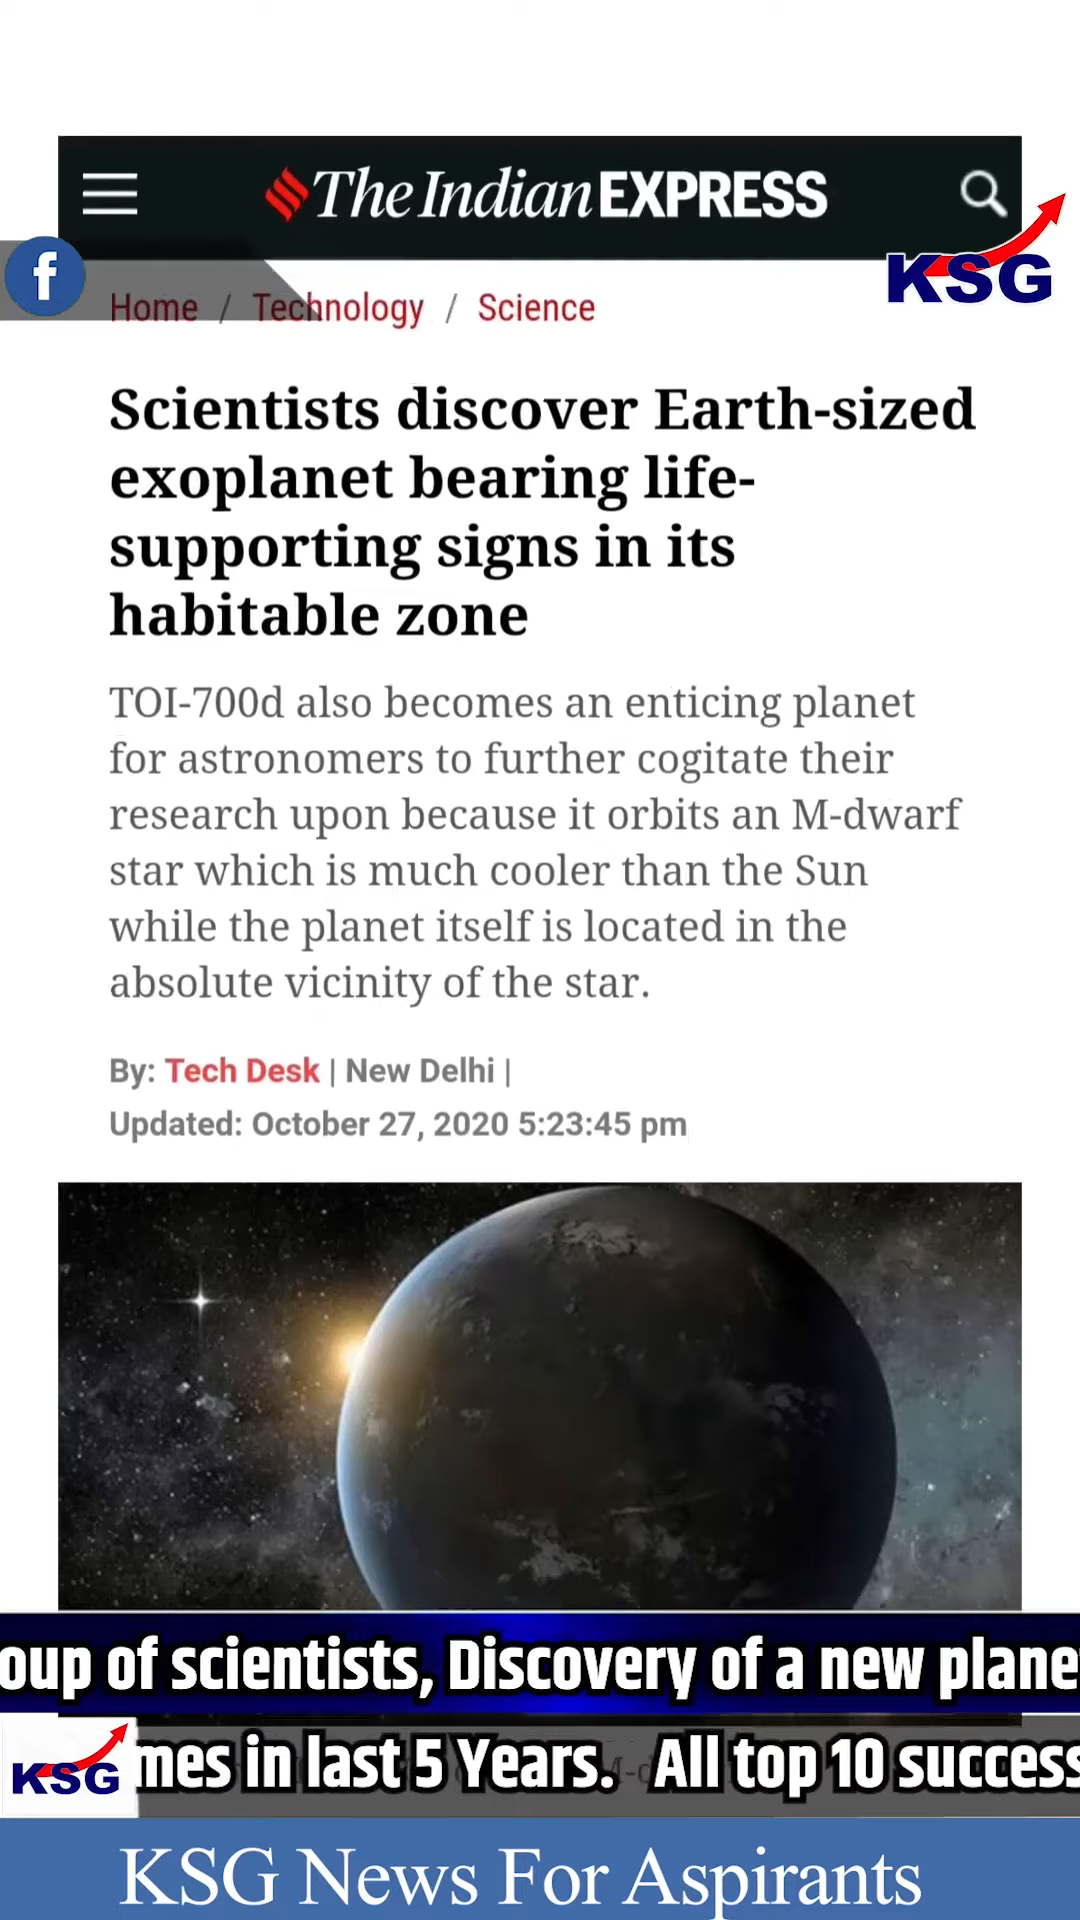 The Indian EXPRESS
f
KSG
Home / Technology / Science
Scientists discover Earth-sized
exoplanet bearing life-
supporting signs in its
habitable zone
TOI-700d also becomes an enticing planet
for astronomers to further cogitate their
research upon because it orbits an M-dwarf
star which is much cooler than the Sun
while the planet itself is located in the
absolute vicinity of the star.
By: Tech Desk | New Delhi |
Updated: October 27, 2020 5:23:45 pm
oup of scientists, Discovery of a new plane
KSG mes in last 5 Years. All top 10 success
KSG News For Aspirants